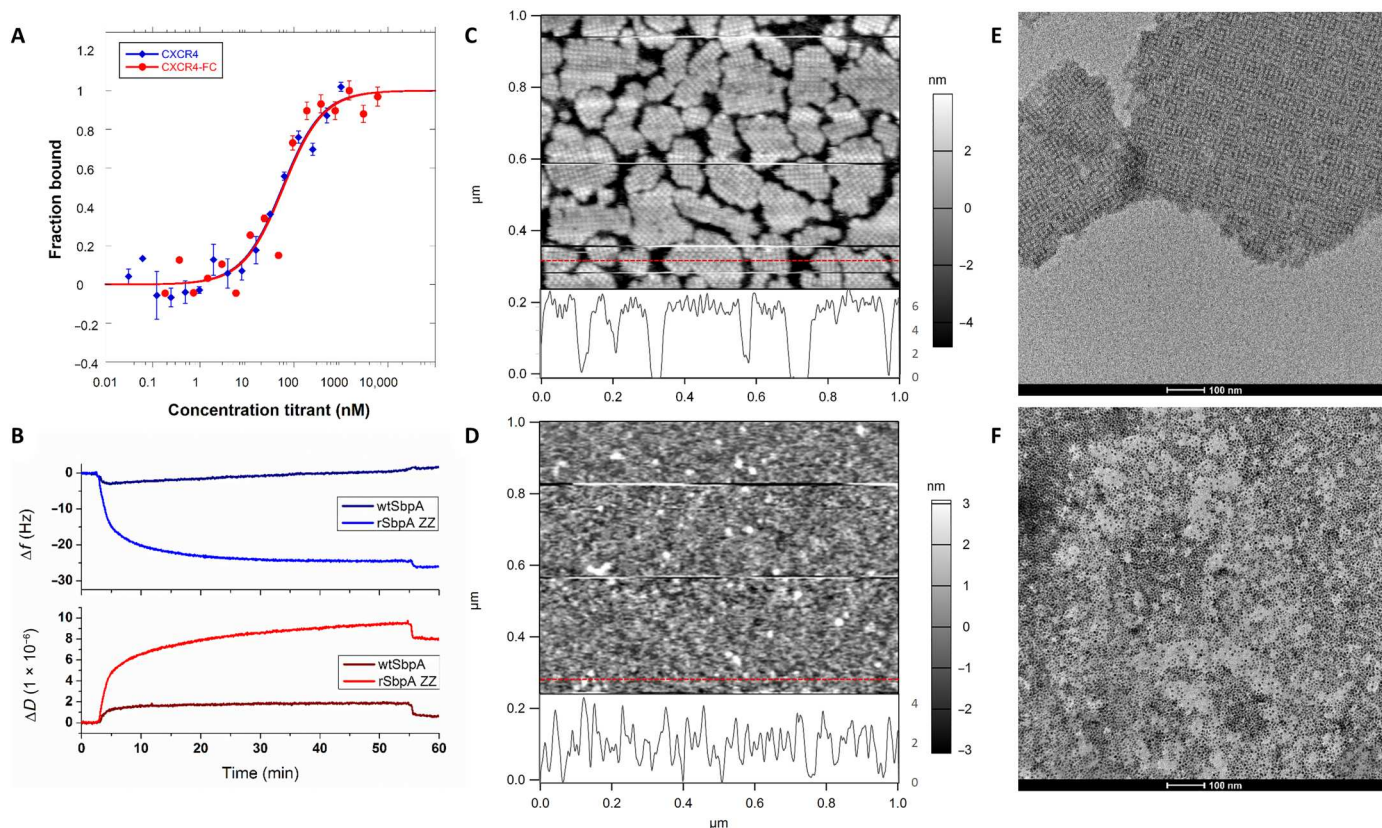 A
CXCR4
CXCR4-FC
1.2
1
0.8
0.6
0.4
0.2
0
–0.2
–0.4
Fraction bound
0.01 0.1 1 10 100 1000 10,000
Concentration titrant (nM)
B
0
–10
–20
–30
Δf (Hz)
wtSbpA
rSbpA ZZ
10
8
6
4
2
0
ΔD (1 × 10⁻⁶)
wtSbpA
rSbpA ZZ
0 10 20 30 40 50 60
Time (min)
C
1.0
0.8
0.6
0.4
0.2
0.0
μm
6
4
2
0
0.0 0.2 0.4 0.6 0.8 1.0
nm
2
0
–2
–4
D
1.0
0.8
0.6
0.4
0.2
0.0
μm
4
2
0
0.0 0.2 0.4 0.6 0.8 1.0
μm
nm
3
2
1
0
–1
–2
–3
E
100 nm
F
100 nm